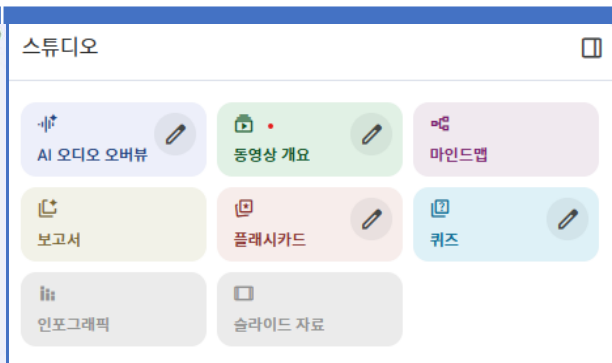 스튜디오
AI 오디오 오버뷰
동영상 개요
마인드맵
보고서
플래시카드
퀴즈
인포그래픽
슬라이드 자료